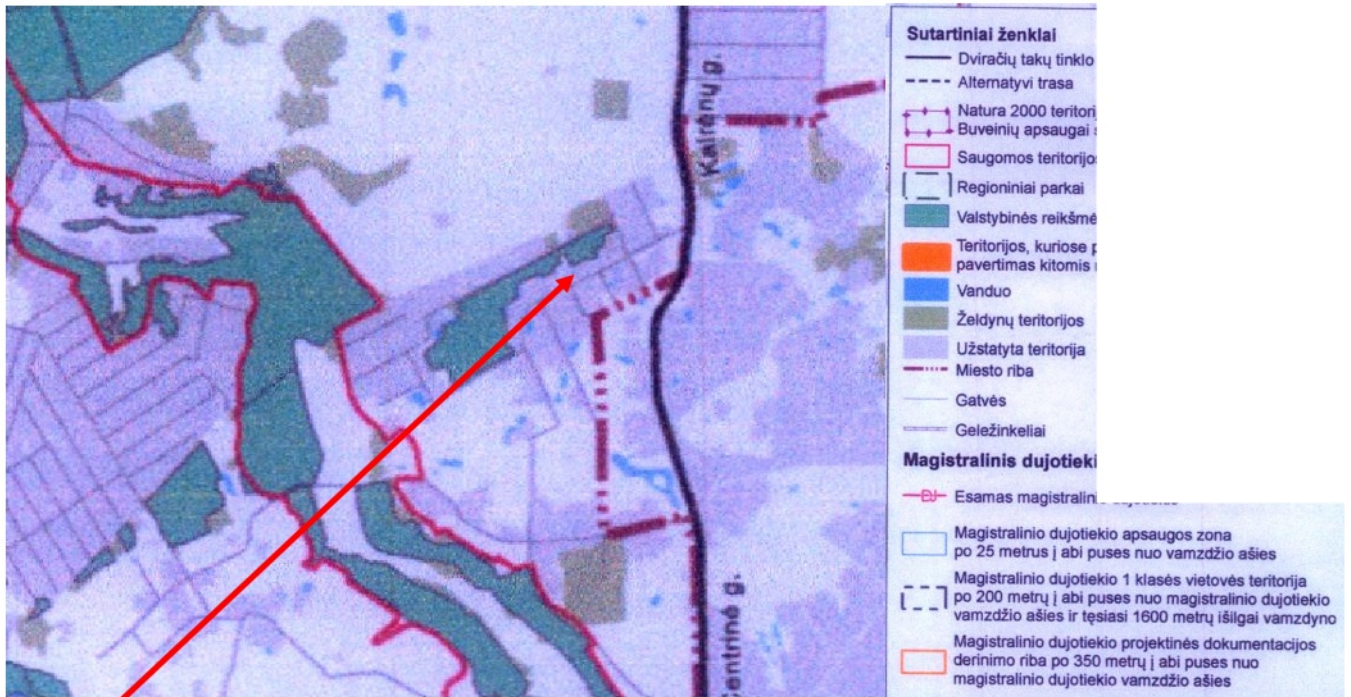 Kalrėnų g.
Centrinė g.
Sutartiniai ženklai
Dviračių takų tinklo
Alternatyvi trasa
Natura 2000
Buveinių apsaugai
Saugomos teritorijos
Regioniniai parkai
Valstybinės reikšmė
Teritorijos, kuriose
pavertimas kitomis
Vanduo
Želdynų teritorijos
Užstatyta teritorija
Miesto riba
Gatvės
Geležinkeliai
Magistralinis
Esamas
Magistralinio dujotiekio apsaugos zona
po 25 metrus į abi puses nuo vamzdžio ašies
Magistralinio dujotiekio 1 klasės vietovės teritorija
po 200 metrų į abi puses nuo magistralinio dujotiekio
vamzdžio ašies ir tęsiasi 1600 metrų išilgai vamzdyno
Magistralinio dujotiekio projektinės dokumentacijos
derinimo riba po 350 metrų į abi puses nuo
magistralinio dujotiekio vamzdžio ašies